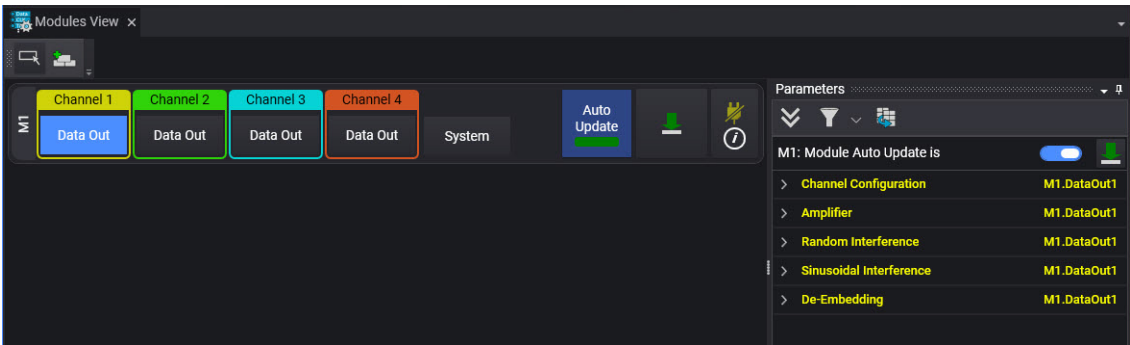 Modules View
M1
Channel 1 Channel 2 Channel 3 Channel 4
Data Out Data Out Data Out Data Out System
Auto
Update
Parameters
M1: Module Auto Update is
Channel Configuration M1.DataOut1
Amplifier M1.DataOut1
Random Interference M1.DataOut1
Sinusoidal Interference M1.DataOut1
De-Embedding M1.DataOut1